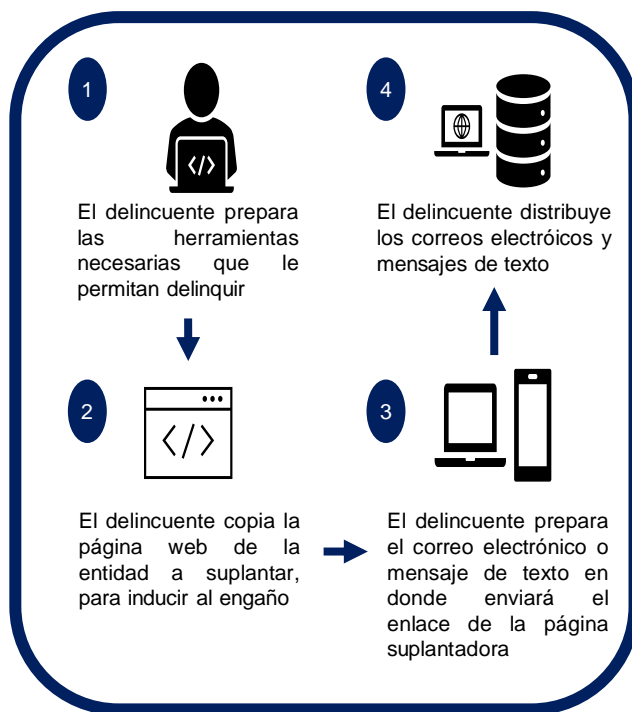 1
El delincuente prepara
las herramientas
necesarias que le
permitan delinquir
2
El delincuente copia la
página web de la
entidad a suplantar,
para inducir al engaño
3
El delincuente prepara
el correo electrónico o
mensaje de texto en
donde enviará el
enlace de la página
suplantadora
4
El delincuente distribuye
los correos electróicos y
mensajes de texto